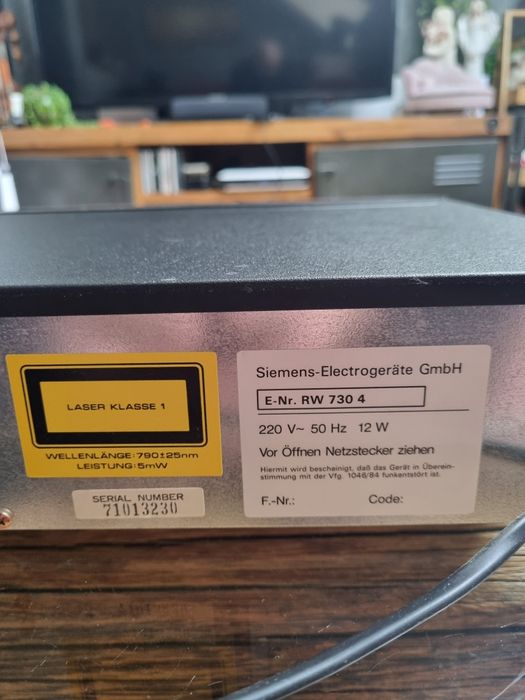 LASER KLASSE 1
WELLENLÄNGE: 790±25nm
LEISTUNG: 5mW
SERIAL NUMBER
71013230
Siemens-Electrogeräte GmbH
E-Nr. RW 730 4
220 V~ 50 Hz 12 W
Vor Öffnen Netzstecker ziehen
Hiermit wird bescheinigt, daß das Gerät in Überein-
stimmung mit der Vfg. 1046/84 funkentstört ist.
F.-Nr.: Code: